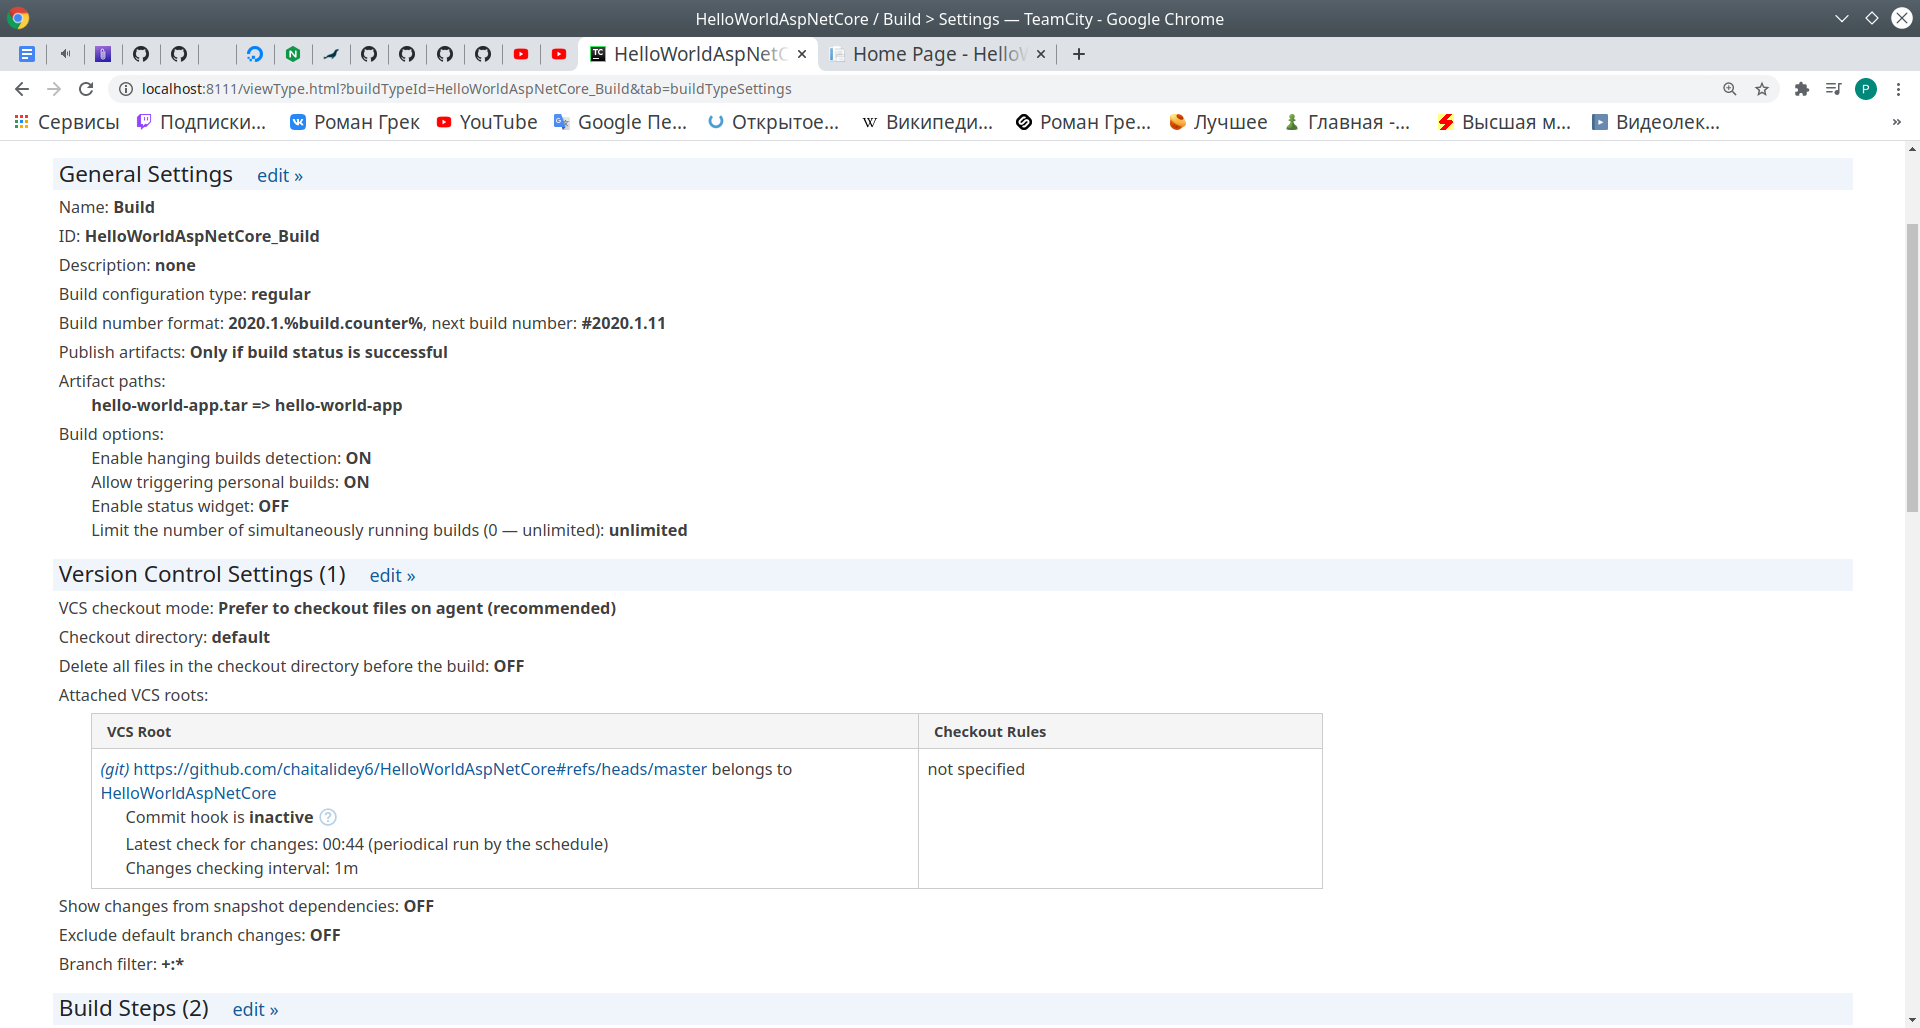 HelloWorldAspNetCore / Build > Settings — TeamCity - Google Chrome
HelloWorldAspNetC
Home Page - HelloW
localhost:8111/viewType.html?buildTypeId=HelloWorldAspNetCore_Build&tab=buildTypeSettings
P
Сервисы Подписки... Роман Грек YouTube Google Пе... Открытое... Википеди... Роман Гре... Лучшее Главная -... Высшая м... Видеолек... »
General Settings edit »
Name: Build
ID: HelloWorldAspNetCore_Build
Description: none
Build configuration type: regular
Build number format: 2020.1.%build.counter%, next build number: #2020.1.11
Publish artifacts: Only if build status is successful
Artifact paths:
hello-world-app.tar => hello-world-app
Build options:
Enable hanging builds detection: ON
Allow triggering personal builds: ON
Enable status widget: OFF
Limit the number of simultaneously running builds (0 — unlimited): unlimited
Version Control Settings (1) edit »
VCS checkout mode: Prefer to checkout files on agent (recommended)
Checkout directory: default
Delete all files in the checkout directory before the build: OFF
Attached VCS roots:
VCS Root Checkout Rules
(git) https://github.com/chaitalidey6/HelloWorldAspNetCore#refs/heads/master belongs to not specified
HelloWorldAspNetCore
Commit hook is inactive ?
Latest check for changes: 00:44 (periodical run by the schedule)
Changes checking interval: 1m
Show changes from snapshot dependencies: OFF
Exclude default branch changes: OFF
Branch filter: +:*
Build Steps (2) edit »